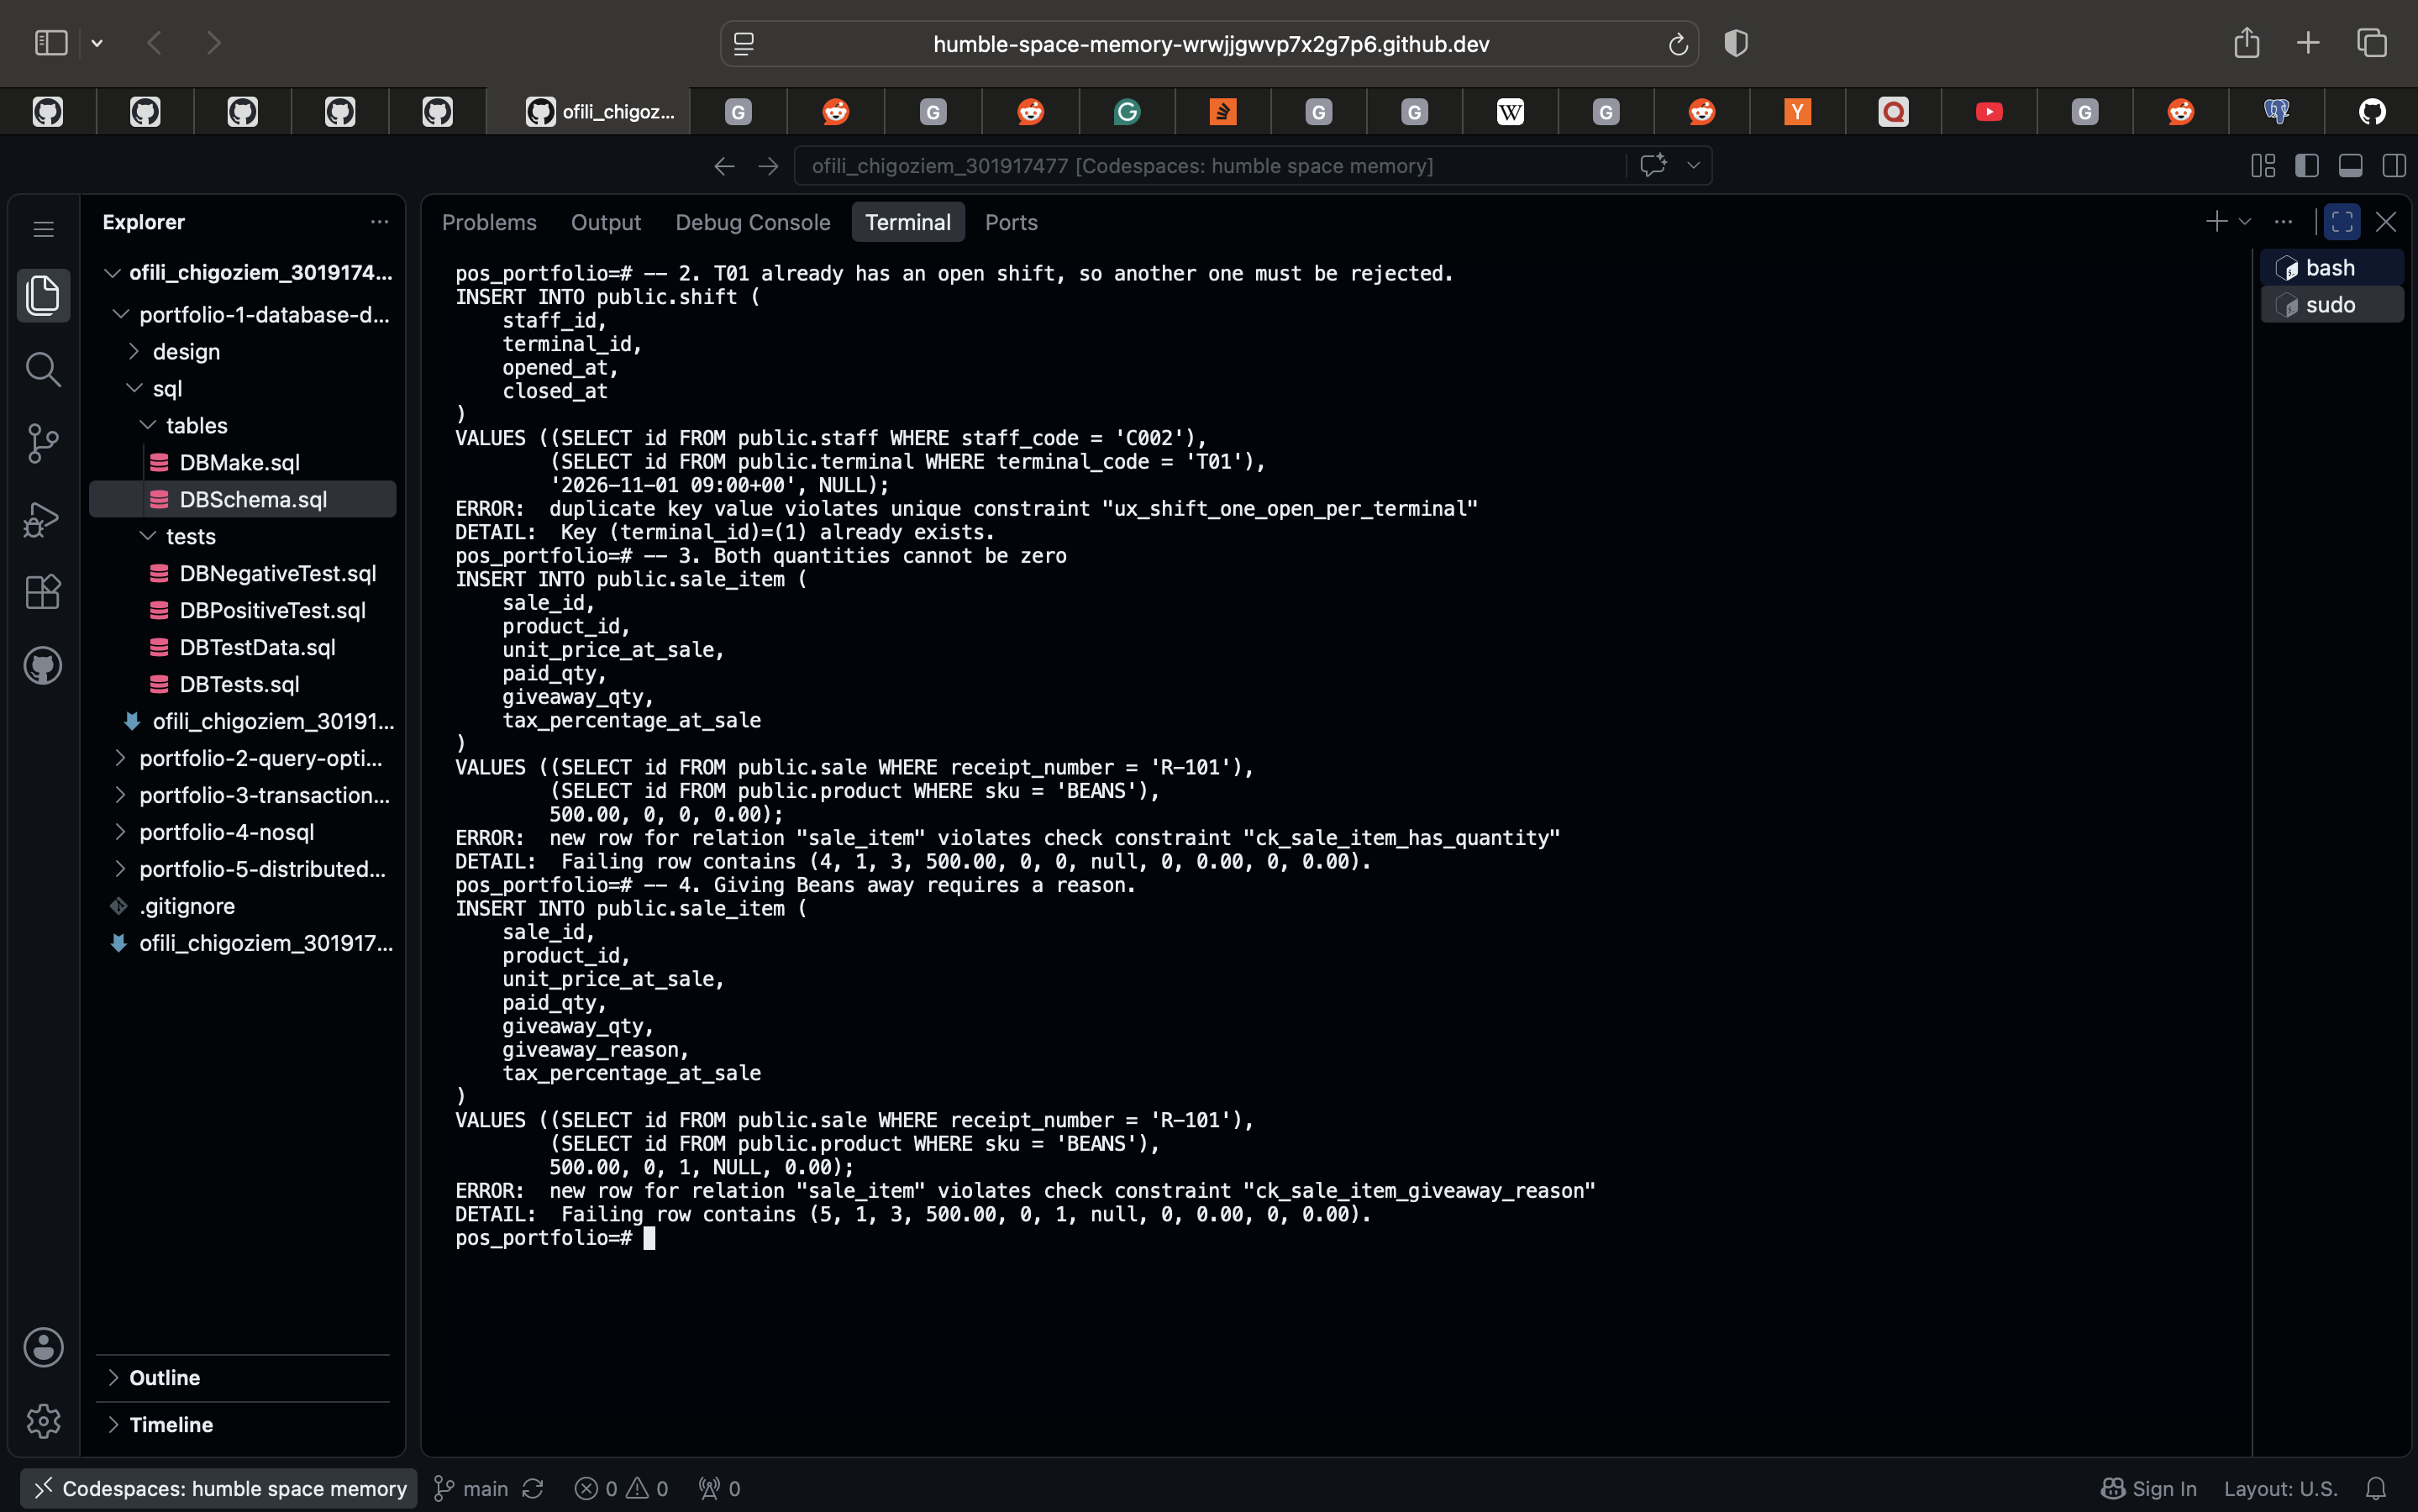 humble-space-memory-wrwjjgwvp7x2g7p6.github.dev
ofili_chigoz...
ofili_chigoziem_301917477 [Codespaces: humble space memory]
Explorer
ofili_chigoziem_3019174...
portfolio-1-database-d...
design
sql
tables
DBMake.sql
DBSchema.sql
tests
DBNegativeTest.sql
DBPositiveTest.sql
DBTestData.sql
DBTests.sql
ofili_chigoziem_30191...
portfolio-2-query-opti...
portfolio-3-transaction...
portfolio-4-nosql
portfolio-5-distributed...
.gitignore
ofili_chigoziem_301917...
Outline
Timeline
Problems Output Debug Console Terminal Ports
pos_portfolio=# -- 2. T01 already has an open shift, so another one must be rejected.
INSERT INTO public.shift (
    staff_id,
    terminal_id,
    opened_at,
    closed_at
)
VALUES ((SELECT id FROM public.staff WHERE staff_code = 'C002'),
        (SELECT id FROM public.terminal WHERE terminal_code = 'T01'),
        '2026-11-01 09:00+00', NULL);
ERROR:  duplicate key value violates unique constraint "ux_shift_one_open_per_terminal"
DETAIL:  Key (terminal_id)=(1) already exists.
pos_portfolio=# -- 3. Both quantities cannot be zero
INSERT INTO public.sale_item (
    sale_id,
    product_id,
    unit_price_at_sale,
    paid_qty,
    giveaway_qty,
    tax_percentage_at_sale
)
VALUES ((SELECT id FROM public.sale WHERE receipt_number = 'R-101'),
        (SELECT id FROM public.product WHERE sku = 'BEANS'),
        500.00, 0, 0, 0.00);
ERROR:  new row for relation "sale_item" violates check constraint "ck_sale_item_has_quantity"
DETAIL:  Failing row contains (4, 1, 3, 500.00, 0, 0, null, 0, 0.00, 0, 0.00).
pos_portfolio=# -- 4. Giving Beans away requires a reason.
INSERT INTO public.sale_item (
    sale_id,
    product_id,
    unit_price_at_sale,
    paid_qty,
    giveaway_qty,
    giveaway_reason,
    tax_percentage_at_sale
)
VALUES ((SELECT id FROM public.sale WHERE receipt_number = 'R-101'),
        (SELECT id FROM public.product WHERE sku = 'BEANS'),
        500.00, 0, 1, NULL, 0.00);
ERROR:  new row for relation "sale_item" violates check constraint "ck_sale_item_giveaway_reason"
DETAIL:  Failing row contains (5, 1, 3, 500.00, 0, 1, null, 0, 0.00, 0, 0.00).
pos_portfolio=#
bash
sudo
Codespaces: humble space memory main 0 0 0 Sign In Layout: U.S.